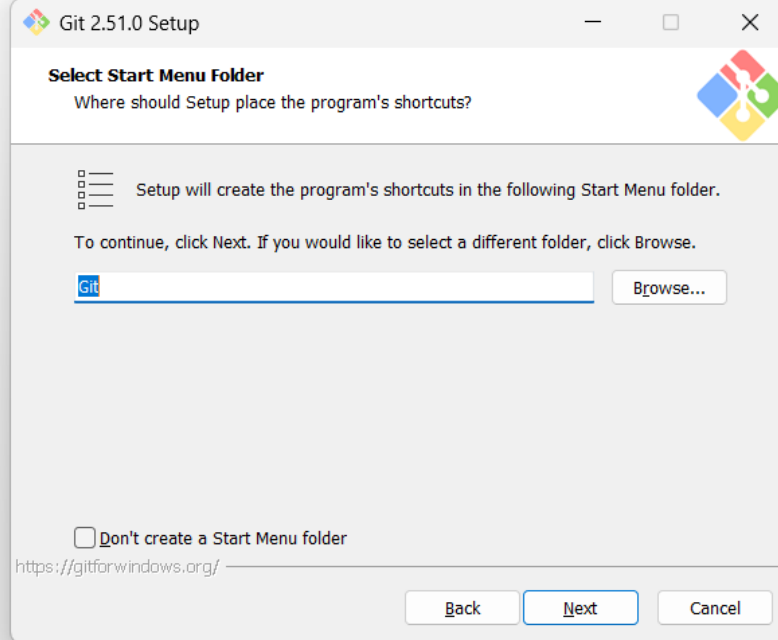 Git 2.51.0 Setup
Select Start Menu Folder
Where should Setup place the program's shortcuts?
Setup will create the program's shortcuts in the following Start Menu folder.
To continue, click Next. If you would like to select a different folder, click Browse.
Git
Browse...
Don't create a Start Menu folder
https://gitforwindows.org/
Back
Next
Cancel